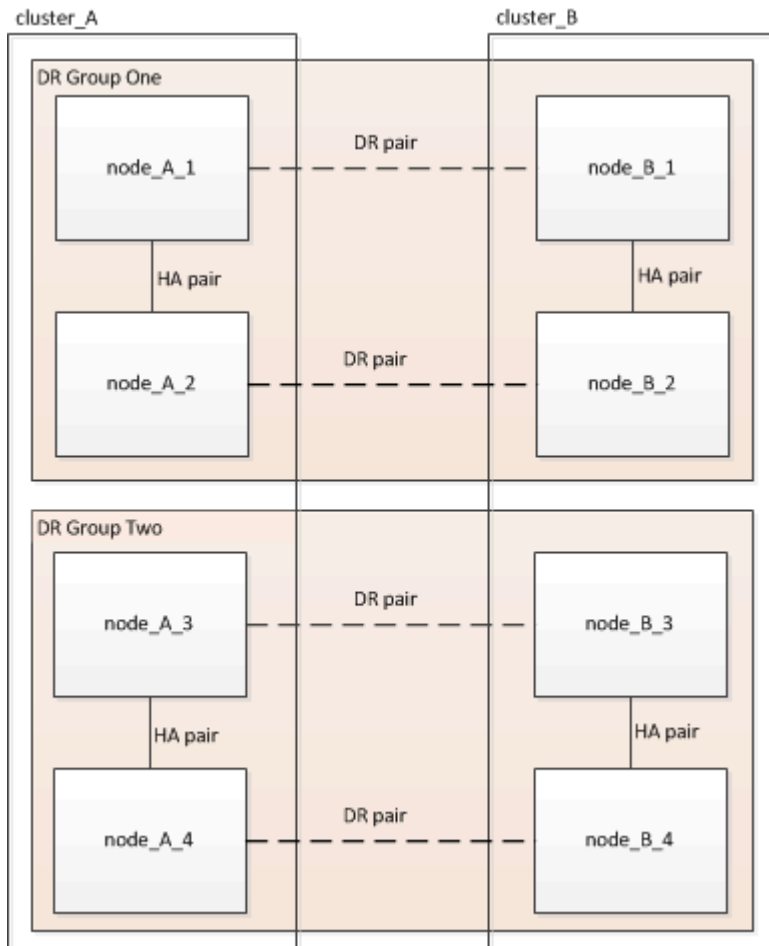 cluster_A
cluster_B
DR Group One
node_A_1
DR pair
node_B_1
HA pair
HA pair
node_A_2
DR pair
node_B_2
DR Group Two
node_A_3
DR pair
node_B_3
HA pair
HA pair
node_A_4
DR pair
node_B_4